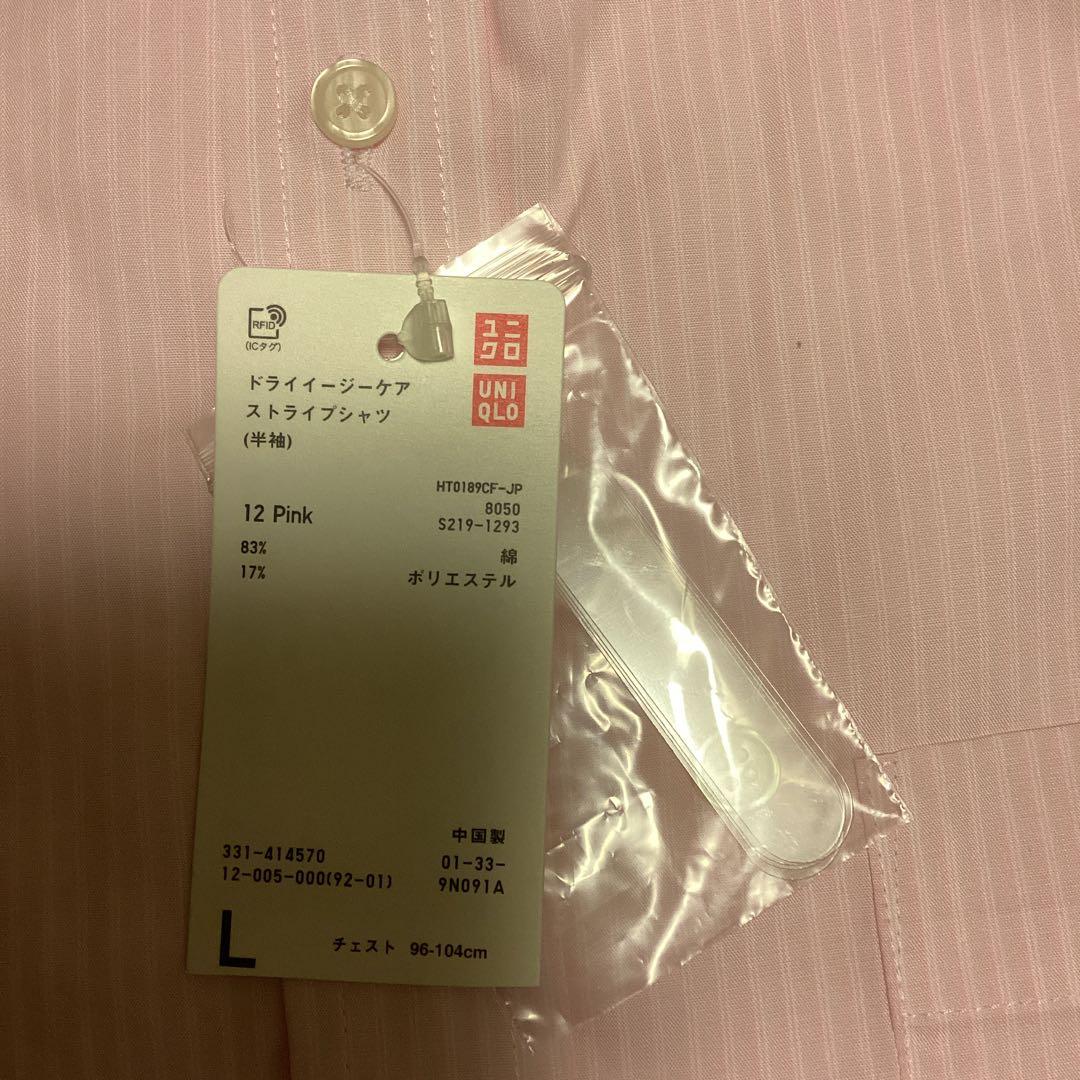 RFID
(ICタグ)
ユニ
クロ
UNI
QLO
ドライイージーケア
ストライプシャツ
(半袖)
HT0189CF-JP
12 Pink 8050
S219-1293
83% 綿
17% ポリエステル
中国製
331-414570 01-33-
12-005-000(92-01) 9N091A
L チェスト 96-104cm